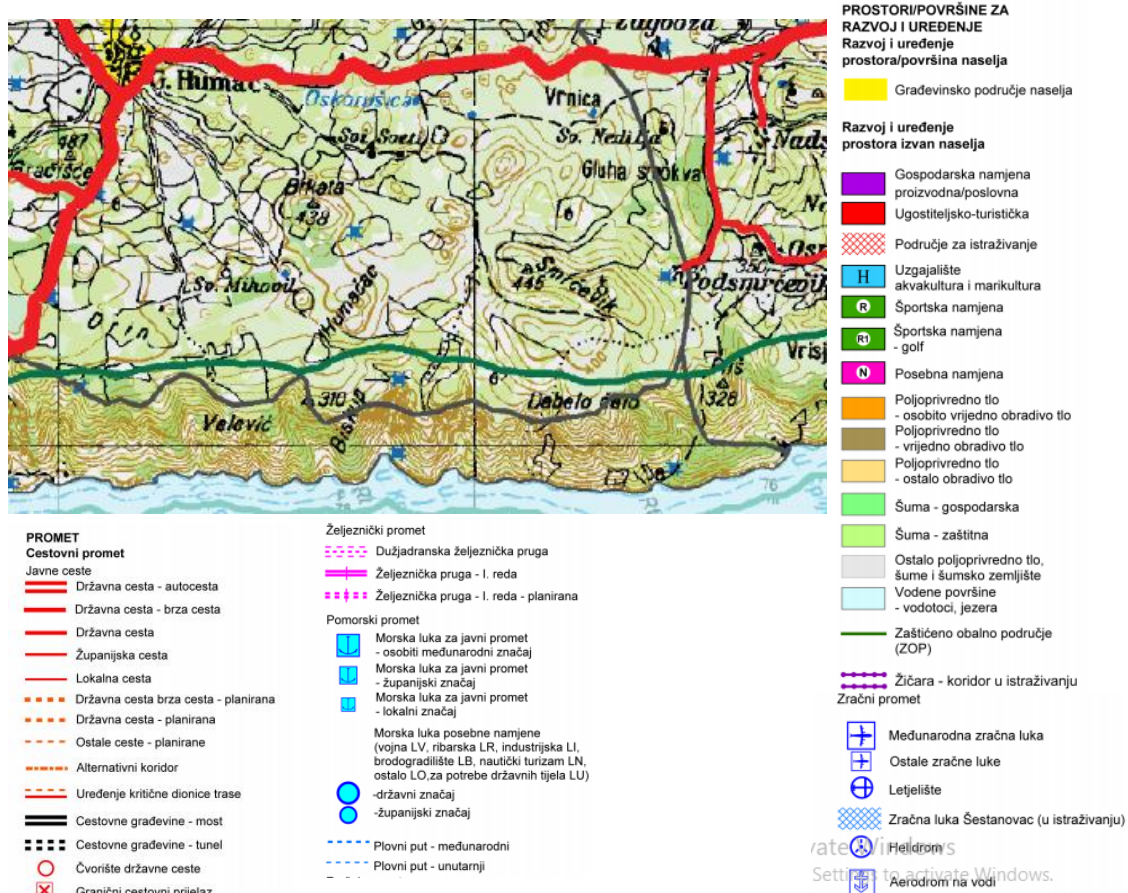 PROSTORI/POVRŠINE ZA
RAZVOJ I UREĐENJE
Razvoj i uređenje
prostora/površina naselja
Građevinsko područje naselja
Razvoj i uređenje
prostora izvan naselja
Gospodarska namjena
proizvodna/poslovna
Ugostiteljsko-turistička
Područje za istraživanje
H
Uzgajalište
akvakultura i marikultura
R
Športska namjena
R1
Športska namjena
- golf
N
Posebna namjena
Poljoprivredno tlo
- osobito vrijedno obradivo tlo
Poljoprivredno tlo
- vrijedno obradivo tlo
Poljoprivredno tlo
- ostalo obradivo tlo
Šuma - gospodarska
Šuma - zaštitna
Ostalo poljoprivredno tlo,
šume i šumsko zemljište
Vodene površine
- vodotoci, jezera
Zaštićeno obalno područje
(ZOP)
Žičara - koridor u istraživanju
Zračni promet
Međunarodna zračna luka
Ostale zračne luke
Letjelište
Zračna luka Šestanovac (u istraživanju)
Helidrom
Aerodrom na vodi
G. Humac
Oskorušica
Vrnica
Sv. Nedilja
Gluha
487
Gračišće
438
Sv. Mihovil
Humačac
Smrčevik
446
350
Podsmrčevik
400
Velović
310
Biskup
326
76
PROMET
Cestovni promet
Javne ceste
Državna cesta - autocesta
Državna cesta - brza cesta
Državna cesta
Županijska cesta
Lokalna cesta
Državna cesta brza cesta - planirana
Državna cesta - planirana
Ostale ceste - planirane
Alternativni koridor
Uređenje kritične dionice trase
Cestovne građevine - most
Cestovne građevine - tunel
Čvorište državne ceste
Granični cestovni prijelaz
Željeznički promet
Dužjadranska željeznička pruga
Željeznička pruga - I. reda
Željeznička pruga - I. reda - planirana
Pomorski promet
Morska luka za javni promet
- osobiti međunarodni značaj
Morska luka za javni promet
- županijski značaj
Morska luka za javni promet
- lokalni značaj
Morska luka posebne namjene
(vojna LV, ribarska LR, industrijska LI,
brodogradilište LB, nautički turizam LN,
ostalo LO,za potrebe državnih tijela LU)
-državni značaj
-županijski značaj
Plovni put - međunarodni
Plovni put - unutarnji
to activate Windows.